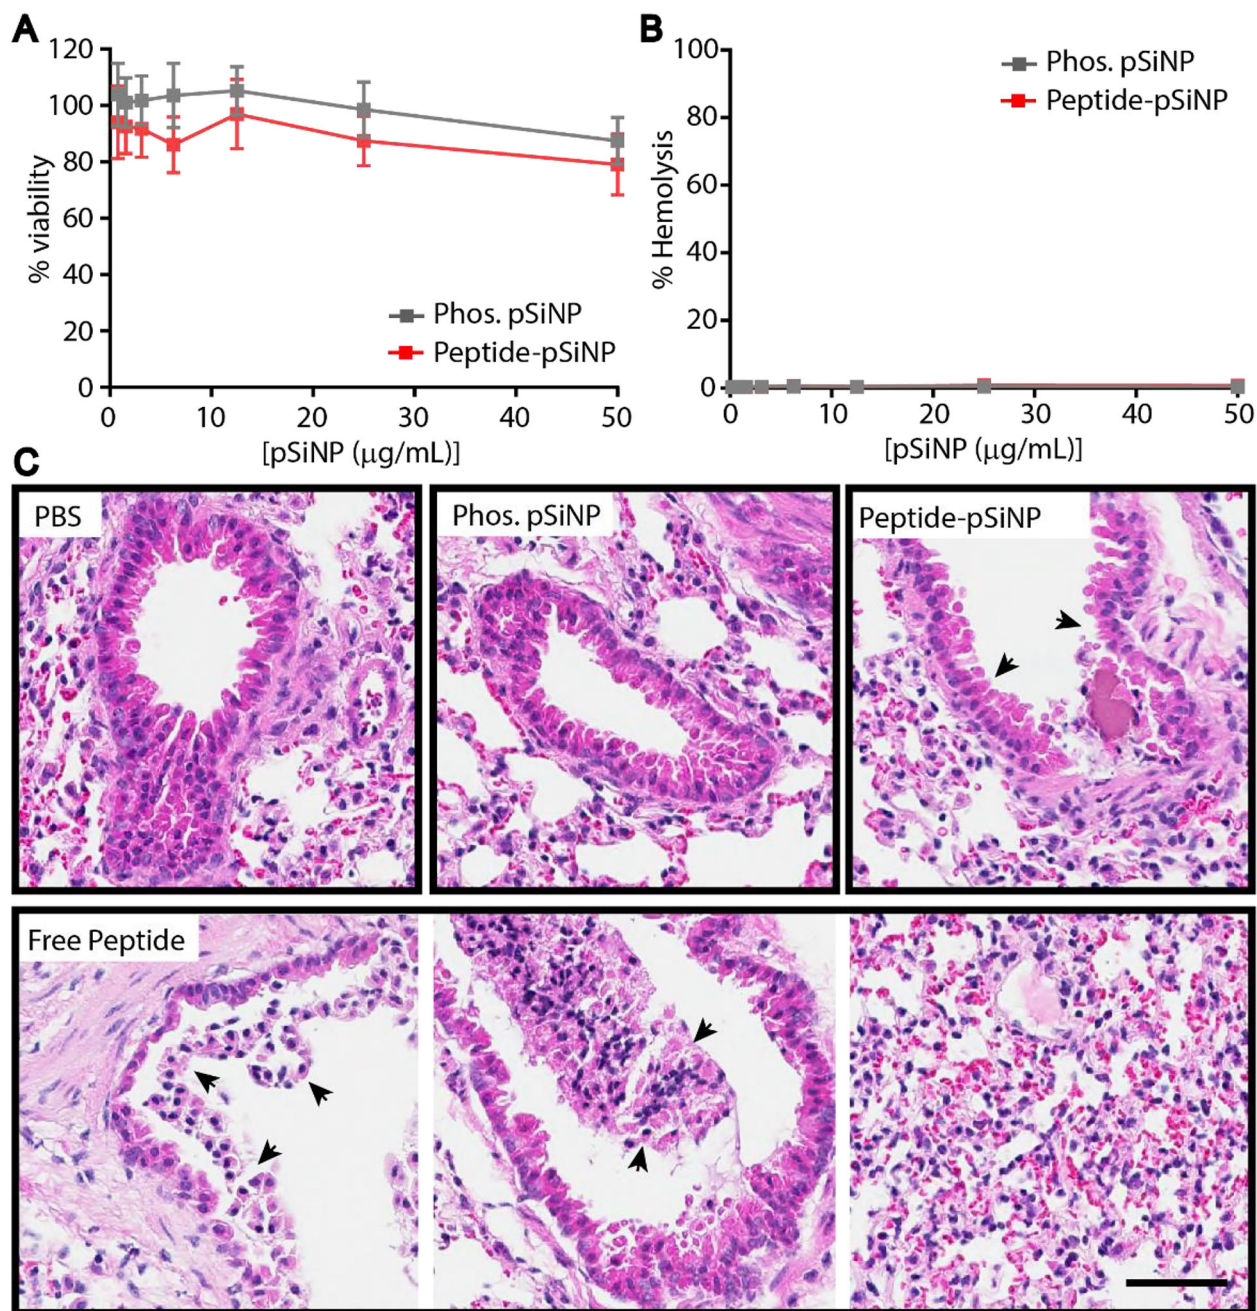 A
120
100
80
60
40
20
0
% viability
Phos. pSiNP
Peptide-pSiNP
0 10 20 30 40 50
[pSiNP (μg/mL)]
B
100
80
60
40
20
0
% Hemolysis
Phos. pSiNP
Peptide-pSiNP
0 10 20 30 40 50
[pSiNP (μg/mL)]
C
PBS
Phos. pSiNP
Peptide-pSiNP
Free Peptide